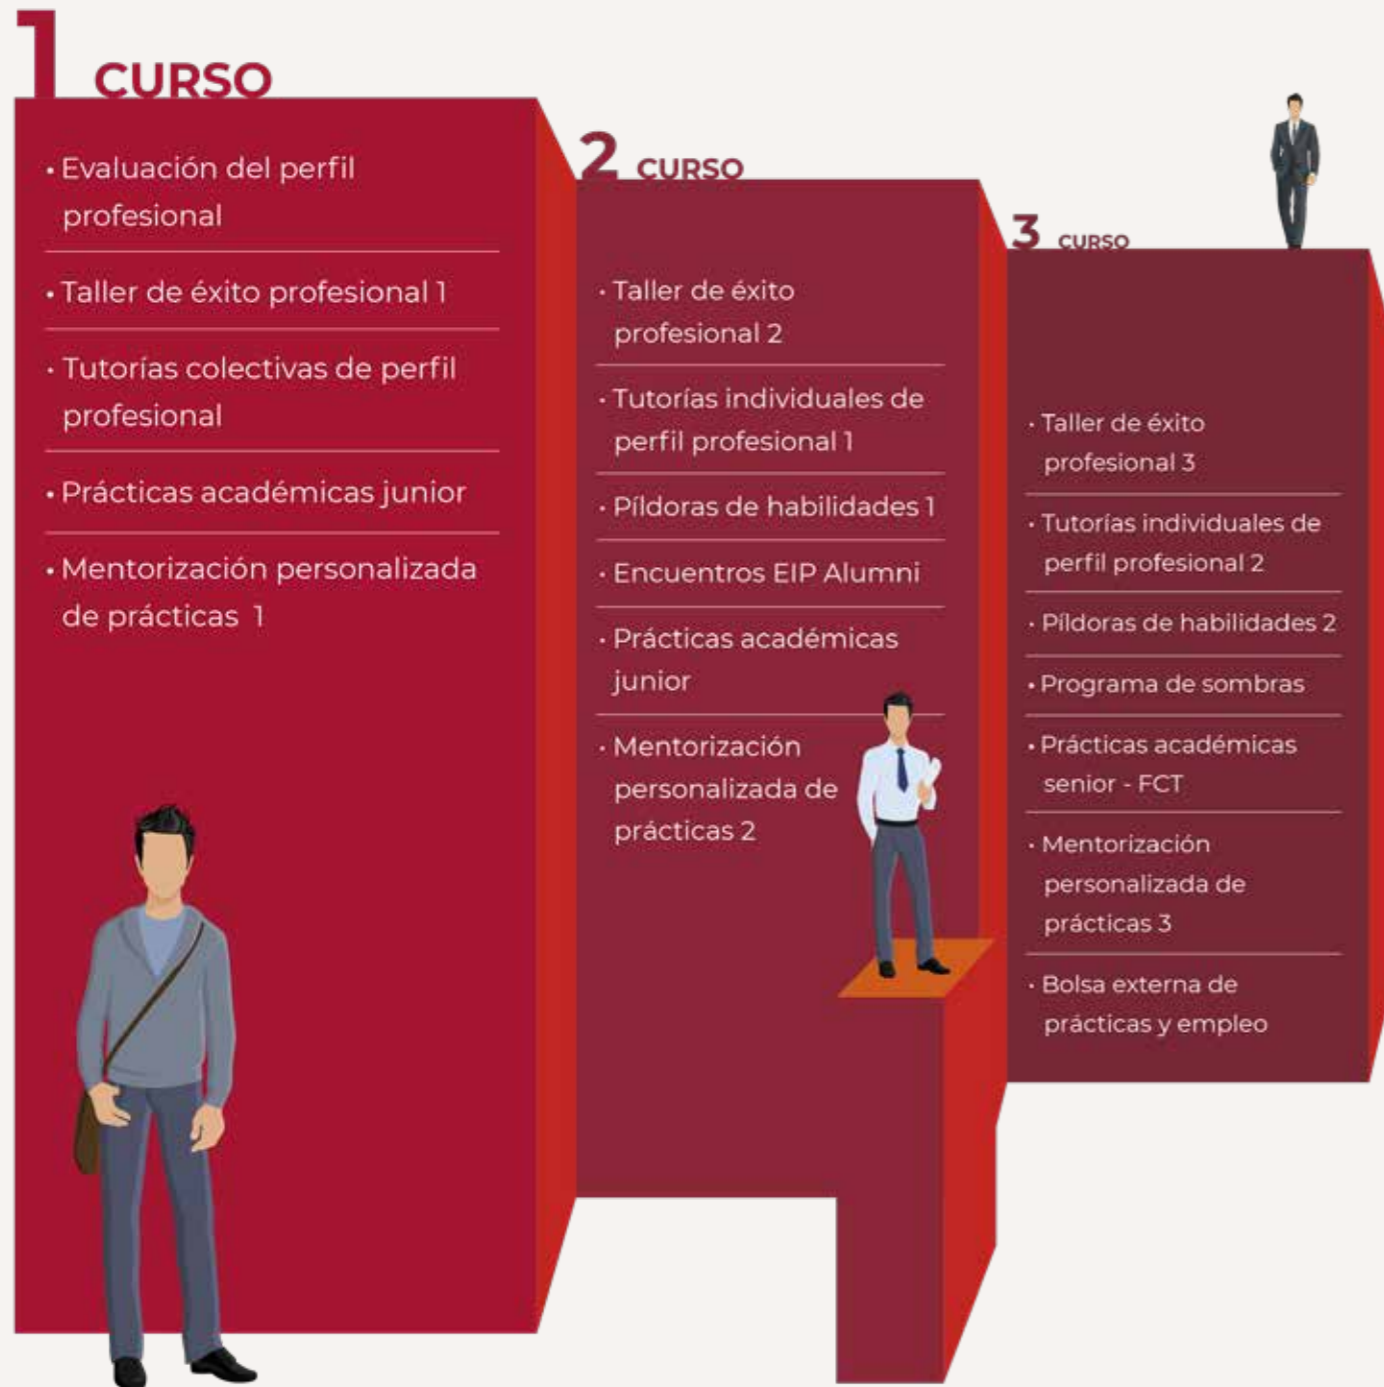 1 CURSO
• Evaluación del perfil
profesional
• Taller de éxito profesional 1
• Tutorías colectivas de perfil
profesional
• Prácticas académicas junior
• Mentorización personalizada
de prácticas 1
2 CURSO
• Taller de éxito
profesional 2
• Tutorías individuales de
perfil profesional 1
• Píldoras de habilidades 1
• Encuentros EIP Alumni
• Prácticas académicas
junior
• Mentorización
personalizada de
prácticas 2
3 CURSO
• Taller de éxito
profesional 3
• Tutorías individuales de
perfil profesional 2
• Píldoras de habilidades 2
• Programa de sombras
• Prácticas académicas
senior - FCT
• Mentorización
personalizada de
prácticas 3
• Bolsa externa de
prácticas y empleo